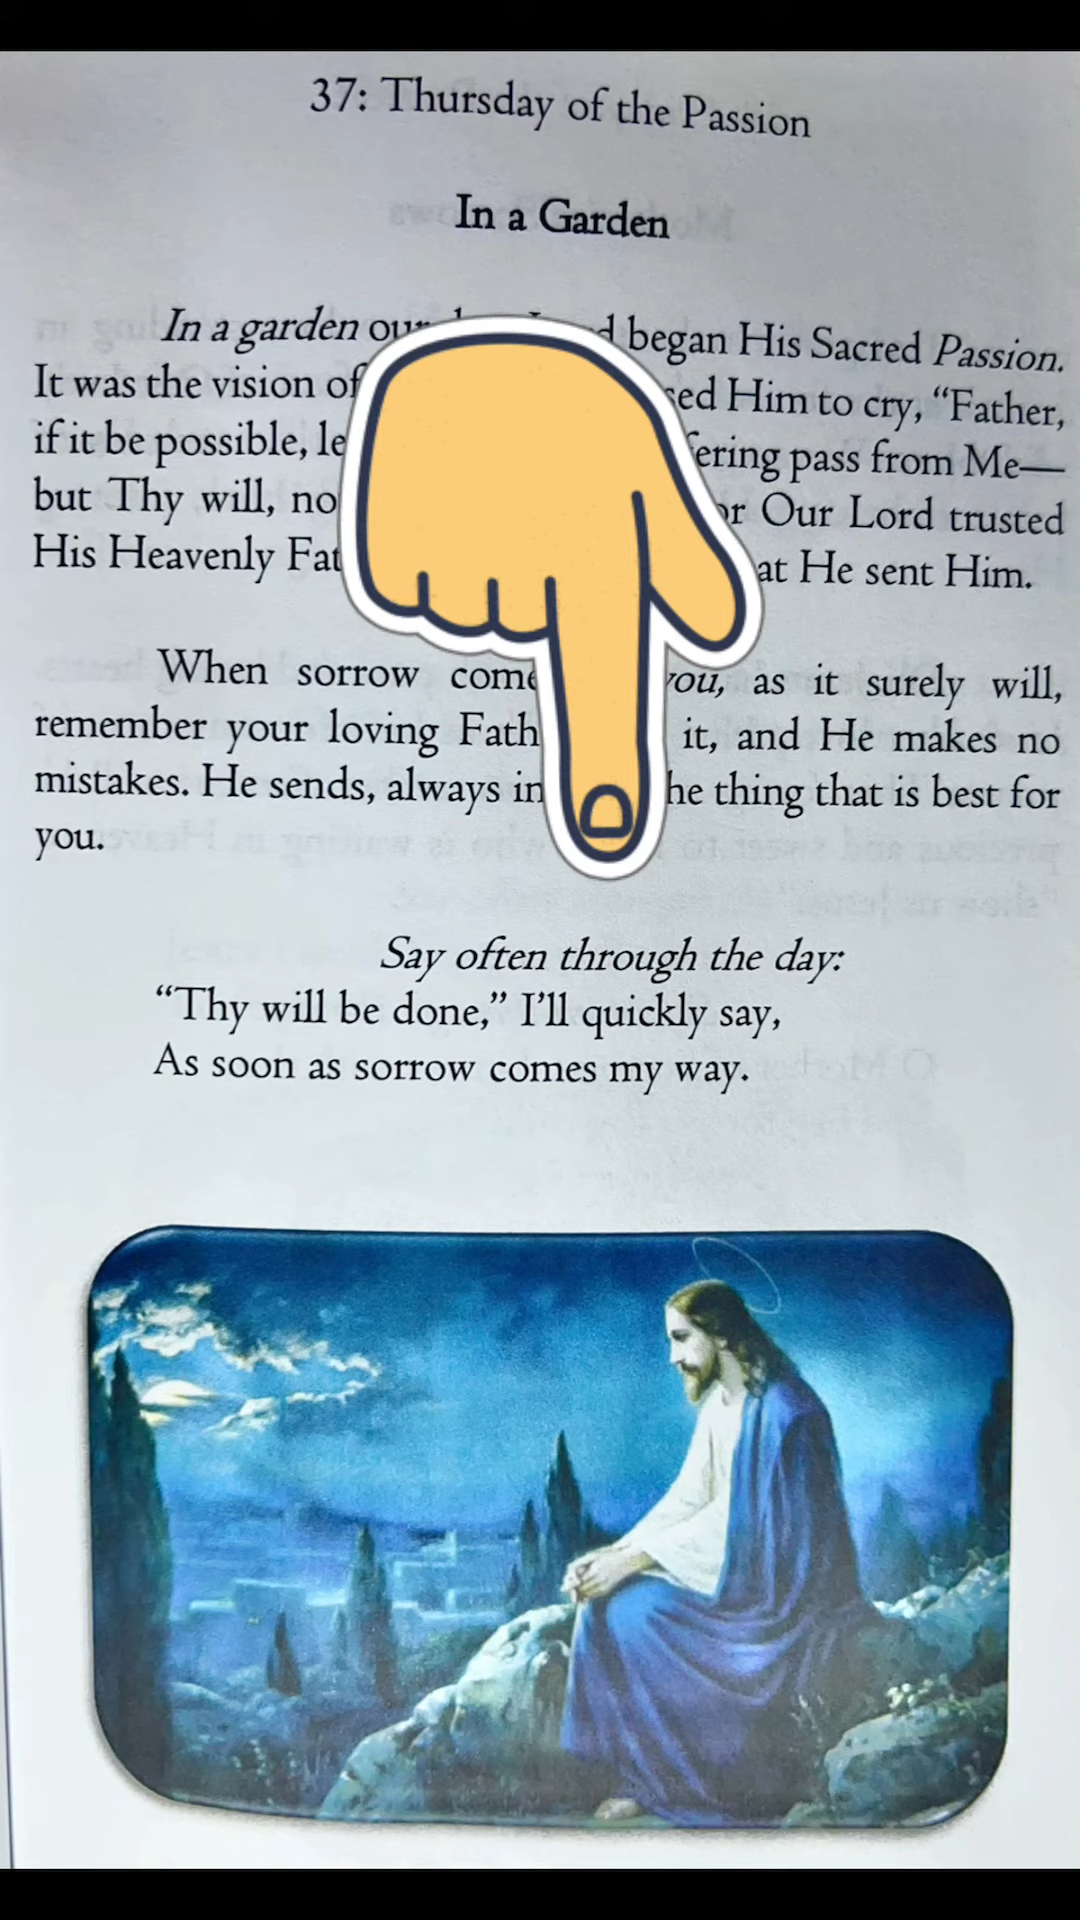 37: Thursday of the Passion
In a Garden
In a garden our began His Sacred Passion.
It was the vision of Him to cry, “Father,
if it be possible, pass from Me—
but Thy will, Our Lord trusted
His Heavenly He sent Him.
When sorrow you, as it surely will,
remember your loving it, and He makes no
mistakes. He sends, always in thing that is best for
you.
Say often through the day:
“Thy will be done,” I’ll quickly say,
As soon as sorrow comes my way.